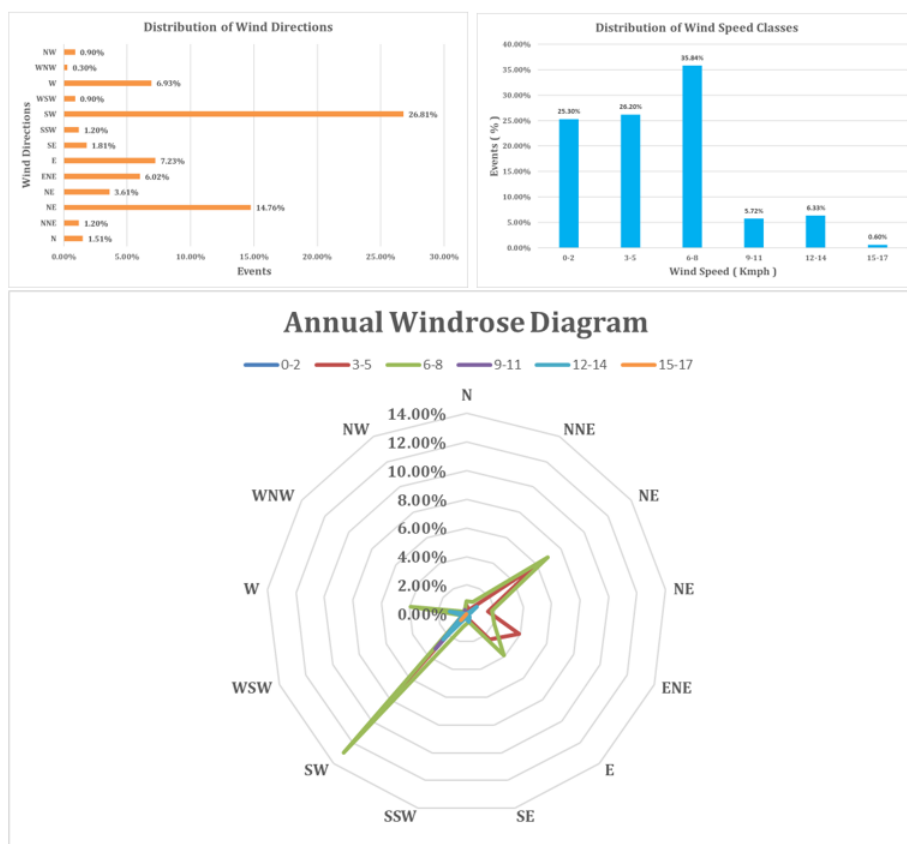 Distribution of Wind Directions
Wind Directions
NW 0.90%
WNW 0.30%
W 6.93%
WSW 0.90%
SW 26.81%
SSW 1.20%
SE 1.81%
E 7.23%
ENE 6.02%
NE 3.61%
NE 14.76%
NNE 1.20%
N 1.51%
0.00% 5.00% 10.00% 15.00% 20.00% 25.00% 30.00%
Events
Distribution of Wind Speed Classes
Events ( % )
40.00%
35.00%
30.00%
25.00%
20.00%
15.00%
10.00%
5.00%
0.00%
25.30% 26.20% 35.84% 5.72% 6.33% 0.60%
0-2 3-5 6-8 9-11 12-14 15-17
Wind Speed ( Kmph )
Annual Windrose Diagram
0-2 3-5 6-8 9-11 12-14 15-17
N
NNE
NE
NE
ENE
E
SE
SSW
SW
WSW
W
WNW
NW
14.00%
12.00%
10.00%
8.00%
6.00%
4.00%
2.00%
0.00%